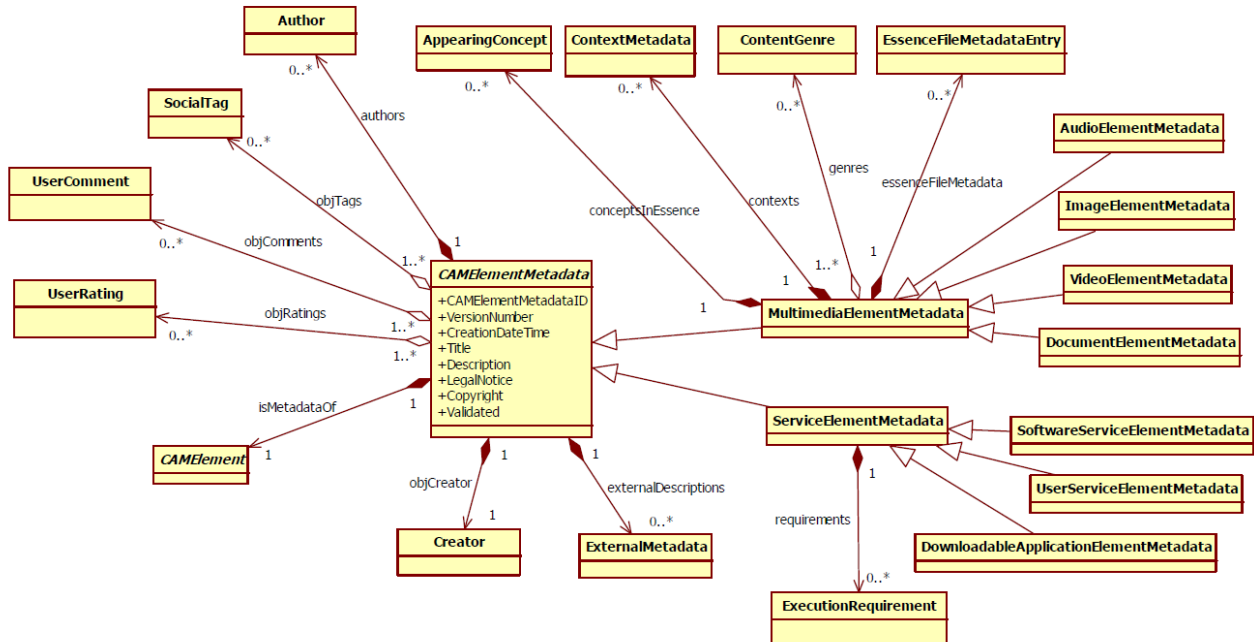 Author
0..*
authors
1
AppearingConcept
0..*
conceptsInEssence
1
ContextMetadata
0..*
contexts
1
ContentGenre
0..*
genres
1..*
EssenceFileMetadataEntry
0..*
essenceFileMetadata
1
SocialTag
0..*
objTags
1..*
UserComment
0..*
objComments
1..*
UserRating
0..*
objRatings
1..*
CAMElementMetadata
+CAMElementMetadataID
+VersionNumber
+CreationDateTime
+Title
+Description
+LegalNotice
+Copyright
+Validated
isMetadataOf
1
1
CAMElement
objCreator
1
1
Creator
externalDescriptions
1
0..*
ExternalMetadata
MultimediaElementMetadata
AudioElementMetadata
ImageElementMetadata
VideoElementMetadata
DocumentElementMetadata
ServiceElementMetadata
SoftwareServiceElementMetadata
UserServiceElementMetadata
DownloadableApplicationElementMetadata
1
requirements
0..*
ExecutionRequirement